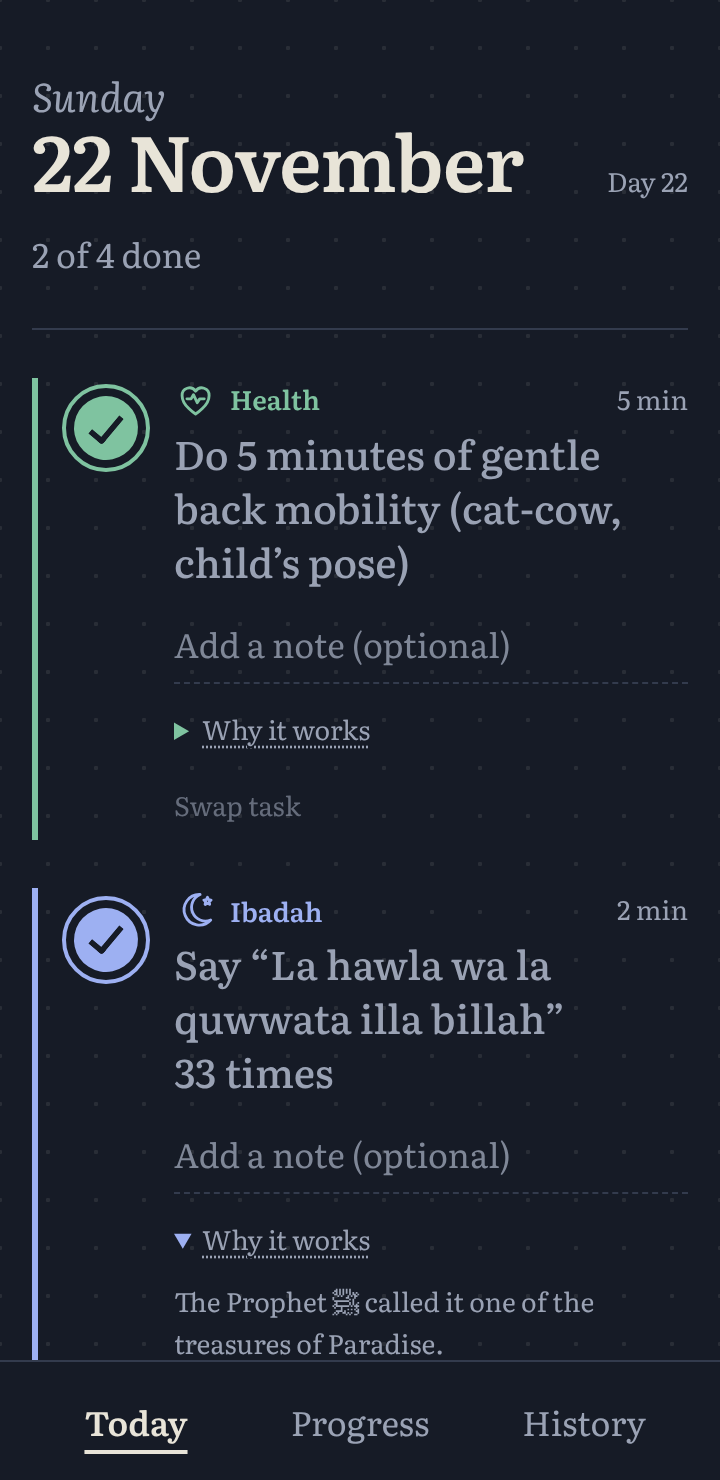 Sunday
22 November
Day 22
2 of 4 done
Health
5 min
Do 5 minutes of gentle
back mobility (cat-cow,
child’s pose)
Add a note (optional)
Why it works
Swap task
Ibadah
2 min
Say “La hawla wa la
quwwata illa billah”
33 times
Add a note (optional)
Why it works
The Prophet ﷺ called it one of the
treasures of Paradise.
Today
Progress
History